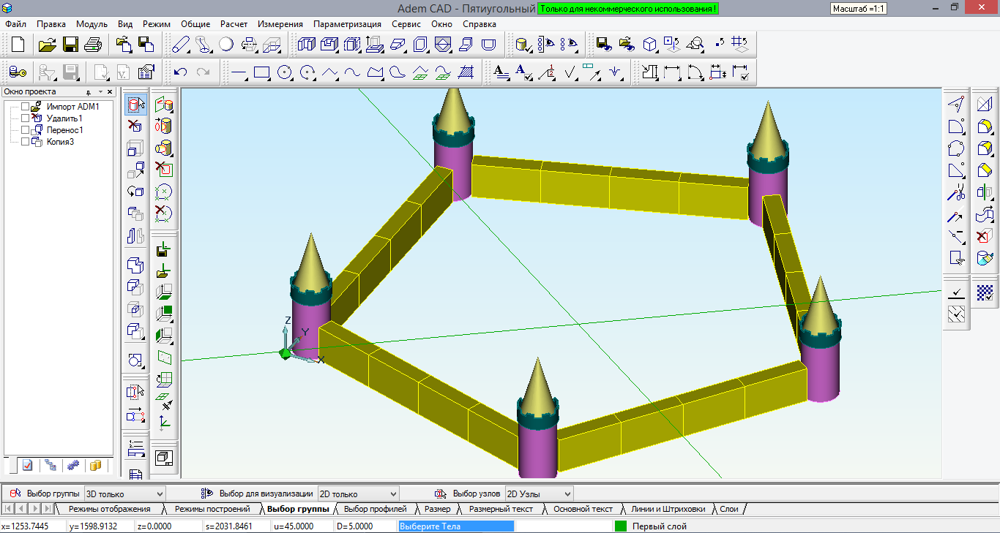 Adem CAD - Пятиугольный
Только для некоммерческого использования !
Масштаб =1:1
Файл Правка Модуль Вид Режим Общие Расчет Измерения Параметризация Сервис Окно Справка
Окно проекта
Импорт ADM1
Удалить1
Перенос1
Копия3
Z
Y
X
Выбор группы 3D только Выбор для визуализации 2D только Выбор узлов 2D Узлы
Режимы отображения Режимы построений Выбор группы Выбор профилей Размер Размерный текст Основной текст Линии и Штриховки Слои
x=1253.7445 y=1598.9132 z=0.0000 s=2031.8461 u=45.0000 D=5.0000 Выберите Тела Первый слой